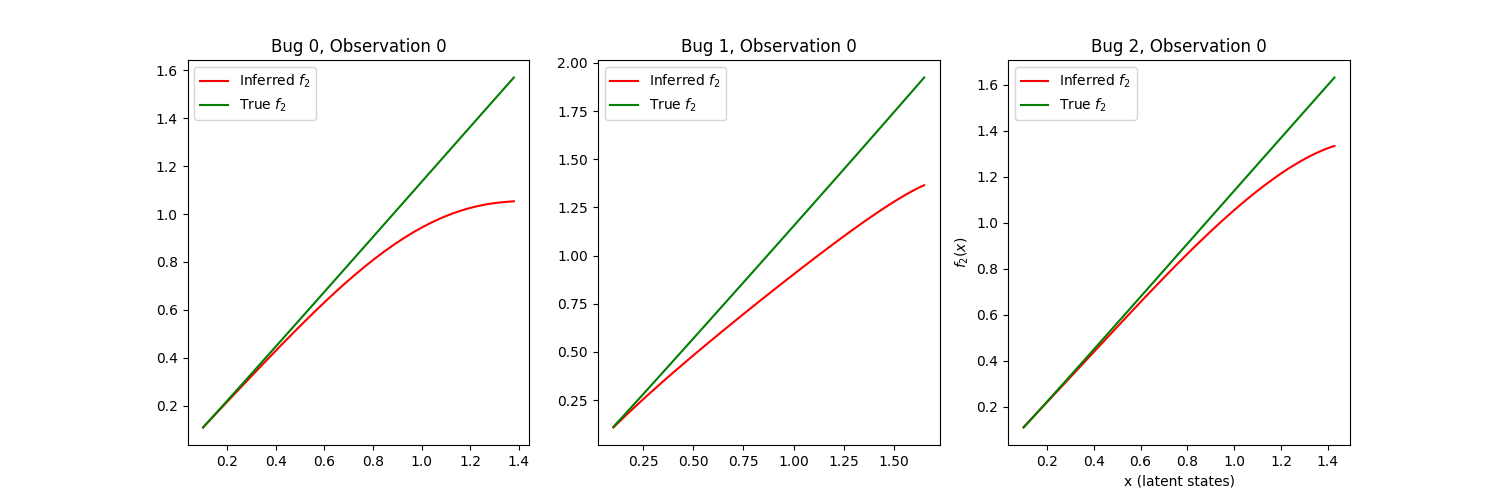 Bug 0, Observation 0
Inferred f₂
True f₂
1.6
1.4
1.2
1.0
0.8
0.6
0.4
0.2
0.2 0.4 0.6 0.8 1.0 1.2 1.4
Bug 1, Observation 0
Inferred f₂
True f₂
2.00
1.75
1.50
1.25
1.00
0.75
0.50
0.25
0.25 0.50 0.75 1.00 1.25 1.50
Bug 2, Observation 0
Inferred f₂
True f₂
f₂(x)
1.6
1.4
1.2
1.0
0.8
0.6
0.4
0.2
0.2 0.4 0.6 0.8 1.0 1.2 1.4
x (latent states)